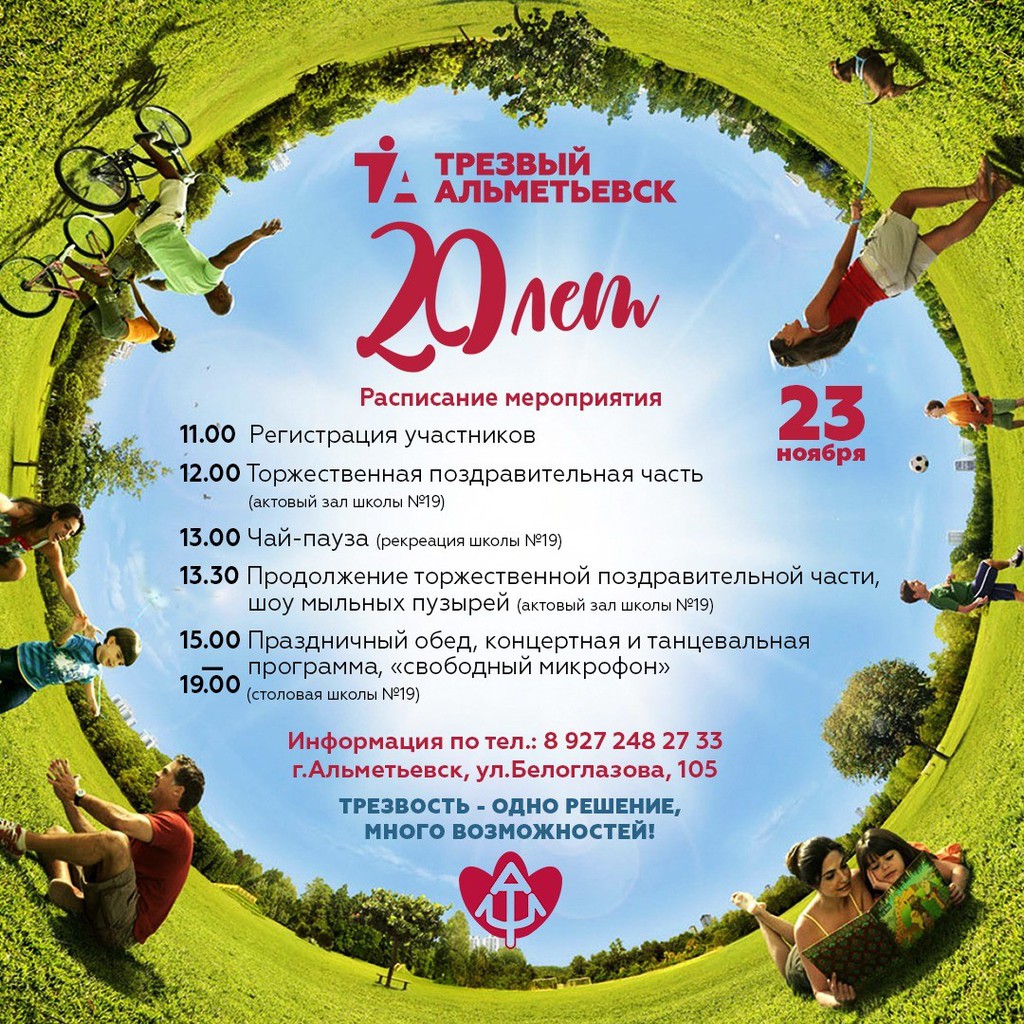 ТРЕЗВЫЙ
АЛЬМЕТЬЕВСК
20 лет
Расписание мероприятия
23
ноября
11.00 Регистрация участников
12.00 Торжественная поздравительная часть
(актовый зал школы №19)
13.00 Чай-пауза (рекреация школы №19)
13.30 Продолжение торжественной поздравительной части,
шоу мыльных пузырей (актовый зал школы №19)
15.00 Праздничный обед, концертная и танцевальная
— программа, «свободный микрофон»
19.00 (столовая школы №19)
Информация по тел.: 8 927 248 27 33
г.Альметьевск, ул.Белоглазова, 105
ТРЕЗВОСТЬ - ОДНО РЕШЕНИЕ,
МНОГО ВОЗМОЖНОСТЕЙ!